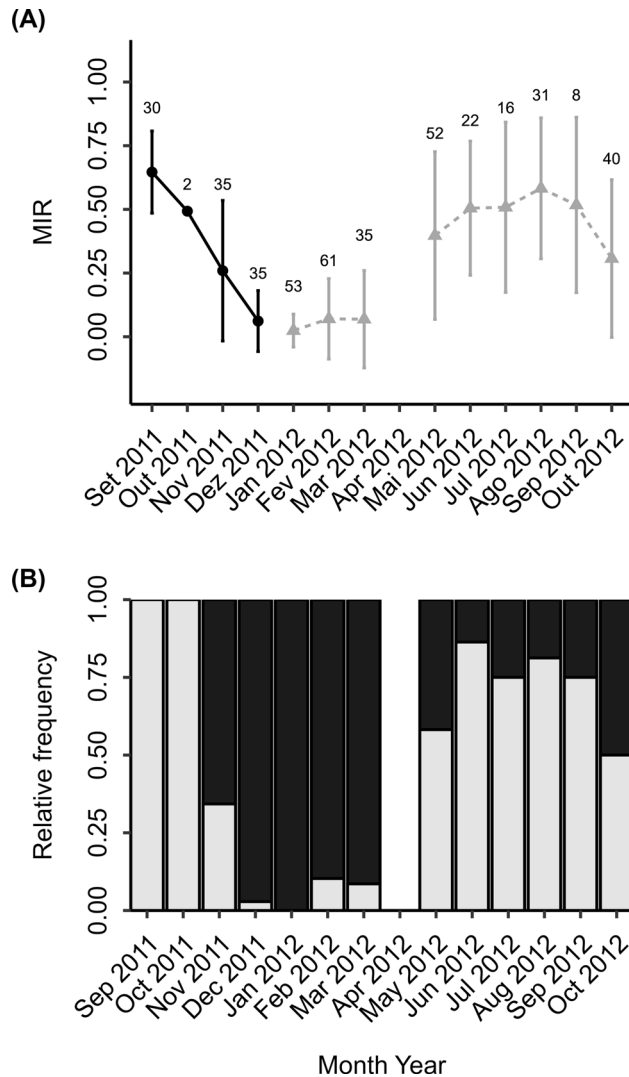 (A)
MIR
1.00
0.75
0.50
0.25
0.00
30
2
35
35
53
61
35
52
22
16
31
8
40
Set 2011
Out 2011
Nov 2011
Dez 2011
Jan 2012
Fev 2012
Mar 2012
Apr 2012
Mai 2012
Jun 2012
Jul 2012
Ago 2012
Sep 2012
Out 2012
(B)
Relative frequency
1.00
0.75
0.50
0.25
0.00
Sep 2011
Oct 2011
Nov 2011
Dec 2011
Jan 2012
Feb 2012
Mar 2012
Apr 2012
May 2012
Jun 2012
Jul 2012
Aug 2012
Sep 2012
Oct 2012
Month Year